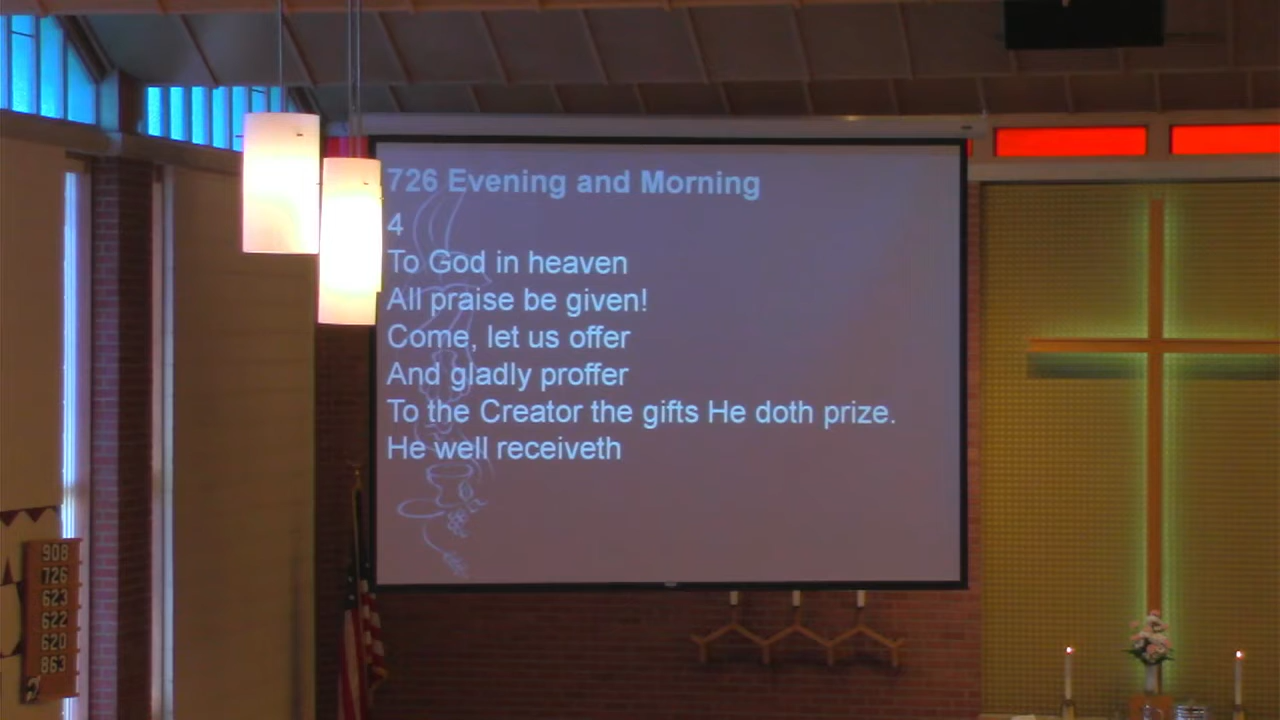 726 Evening and Morning
4
To God in heaven
All praise be given!
Come, let us offer
And gladly proffer
To the Creator the gifts He doth prize.
He well receiveth
908
726
623
622
620
863